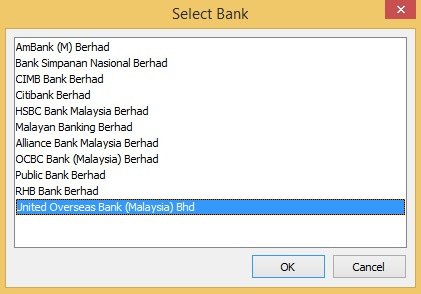 Select Bank
AmBank (M) Berhad
Bank Simpanan Nasional Berhad
CIMB Bank Berhad
Citibank Berhad
HSBC Bank Malaysia Berhad
Malayan Banking Berhad
Alliance Bank Malaysia Berhad
OCBC Bank (Malaysia) Berhad
Public Bank Berhad
RHB Bank Berhad
United Overseas Bank (Malaysia) Bhd
OK Cancel